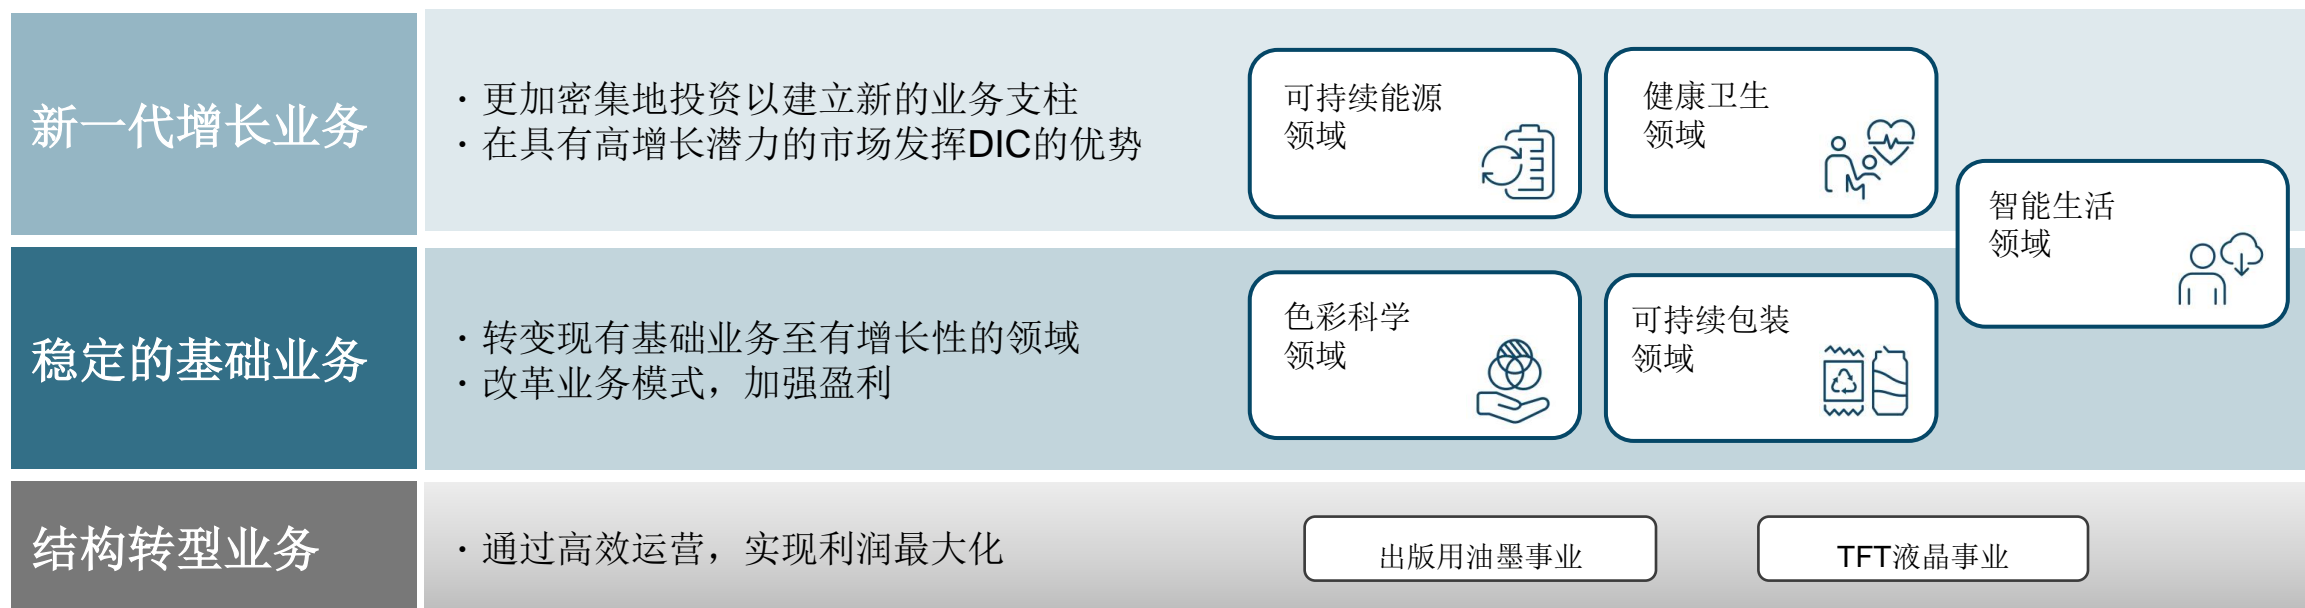 新一代增长业务
・更加密集地投资以建立新的业务支柱
・在具有高增长潜力的市场发挥DIC的优势
可持续能源
领域
健康卫生
领域
智能生活
领域
稳定的基础业务
・转变现有基础业务至有增长性的领域
・改革业务模式，加强盈利
色彩科学
领域
可持续包装
领域
结构转型业务
・通过高效运营，实现利润最大化
出版用油墨事业
TFT液晶事业